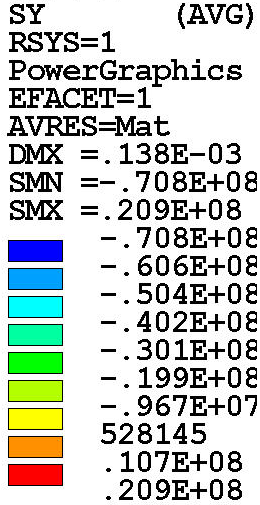 SY (AVG)
RSYS=1
PowerGraphics
EFACET=1
AVRES=Mat
DMX =.138E-03
SMN =-.708E+08
SMX =.209E+08
-.708E+08
-.606E+08
-.504E+08
-.402E+08
-.301E+08
-.199E+08
-.967E+07
528145
.107E+08
.209E+08